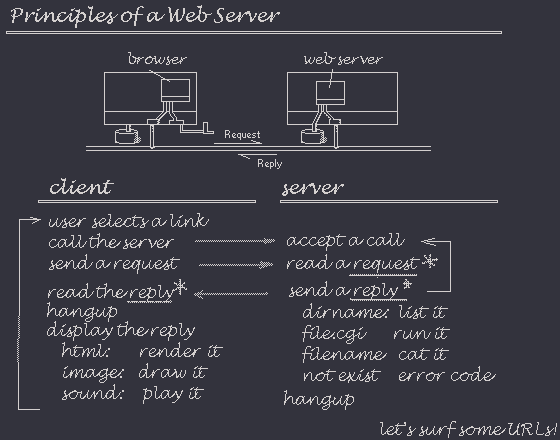 Principles of a Web Server
browser
web server
Request
Reply
client
user selects a link
call the server
send a request
read the reply*
hangup
display the reply
html: render it
image: draw it
sound: play it
server
accept a call
read a request*
send a reply*
dirname: list it
file.cgi run it
filename cat it
not exist error code
hangup
let's surf some URLs!